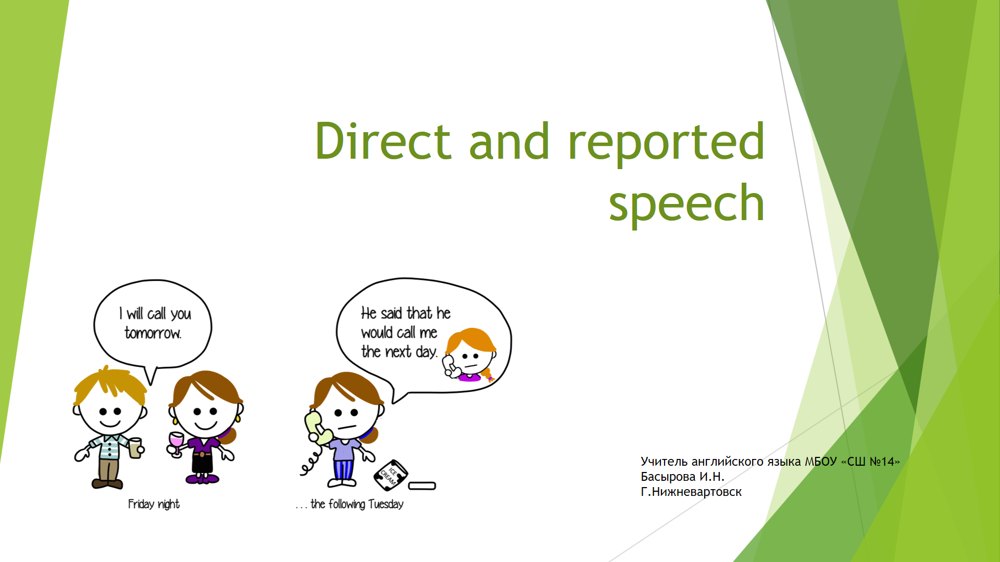 Direct and reported
speech
I will call you
tomorrow.
He said that he
would call me
the next day.
ICE
CREAM
Friday night
... the following Tuesday
Учитель английского языка МБОУ «СШ №14»
Басырова И.Н.
Г.Нижневартовск